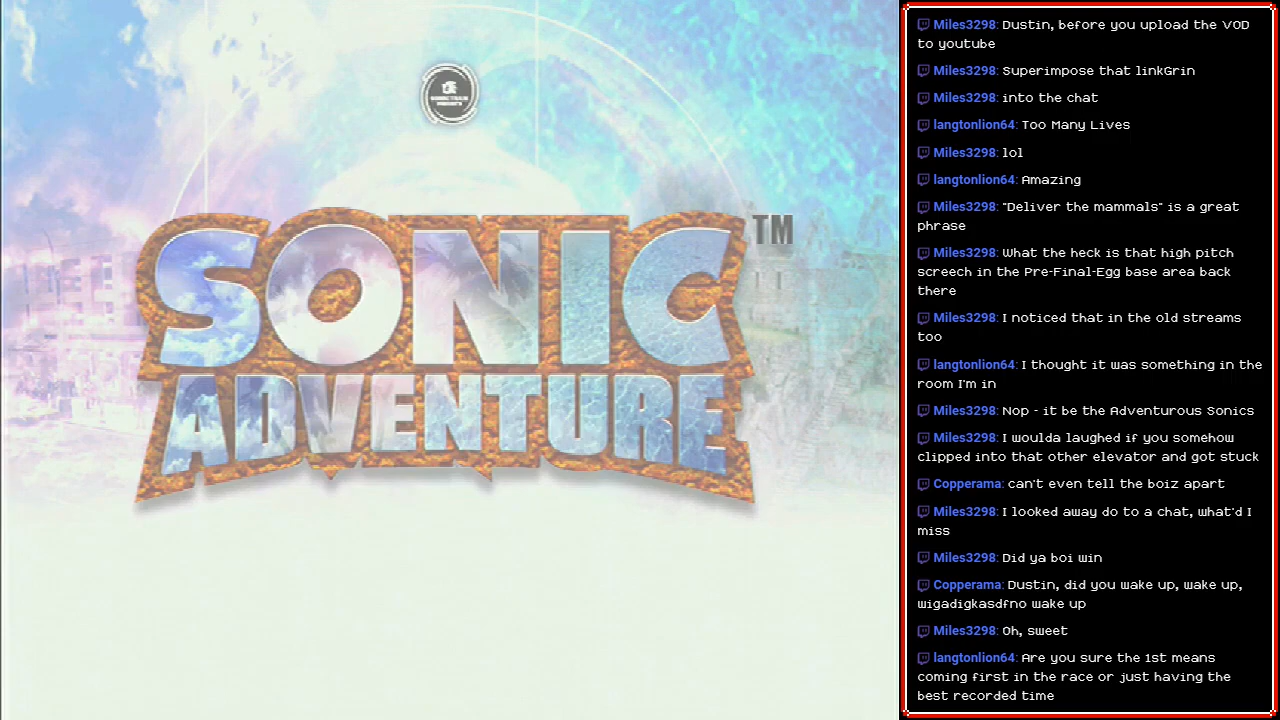 SONIC
ADVENTURE
TM
Miles3298: Dustin, before you upload the VOD
to youtube
Miles3298: Superimpose that linkGrin
Miles3298: into the chat
langtonlion64: Too Many Lives
Miles3298: lol
langtonlion64: Amazing
Miles3298: "Deliver the mammals" is a great
phrase
Miles3298: What the heck is that high pitch
screech in the Pre-Final-Egg base area back
there
Miles3298: I noticed that in the old streams
too
langtonlion64: I thought it was something in the
room I'm in
Miles3298: Nop - it be the Adventurous Sonics
Miles3298: I woulda laughed if you somehow
clipped into that other elevator and got stuck
Copperama: can't even tell the boiz apart
Miles3298: I looked away do to a chat, what'd I
miss
Miles3298: Did ya boi win
Copperama: Dustin, did you wake up, wake up,
wigadigkasdfno wake up
Miles3298: Oh, sweet
langtonlion64: Are you sure the 1st means
coming first in the race or just having the
best recorded time